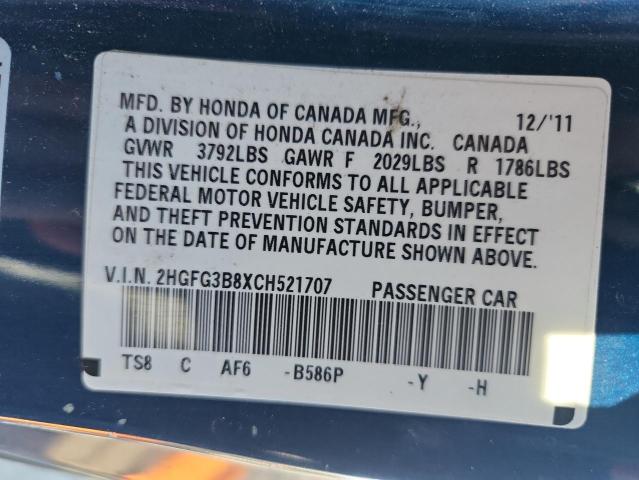 MFD. BY HONDA OF CANADA MFG., 12/'11
A DIVISION OF HONDA CANADA INC. CANADA
GVWR 3792LBS GAWR F 2029LBS R 1786LBS
THIS VEHICLE CONFORMS TO ALL APPLICABLE
FEDERAL MOTOR VEHICLE SAFETY, BUMPER,
AND THEFT PREVENTION STANDARDS IN EFFECT
ON THE DATE OF MANUFACTURE SHOWN ABOVE.
V.I.N. 2HGFG3B8XCH521707 PASSENGER CAR
TS8 C AF6 -B586P -Y -H